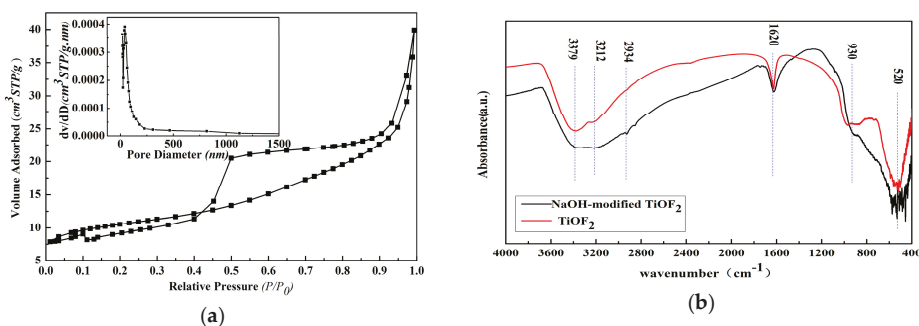 (a)
Volume Adsorbed (cm³ STP/g)
40
35
30
25
20
15
10
5
0.0 0.1 0.2 0.3 0.4 0.5 0.6 0.7 0.8 0.9 1.0
Relative Pressure (P/P₀)
dv/dD/cm³ STP/g.nm)
0.0004
0.0003
0.0002
0.0001
0.0000
0 500 1000 1500
Pore Diameter (nm)
(a)
Absorbance(a.u.)
3379
3212
2934
1620
930
520
NaOH-modified TiOF₂
TiOF₂
4000 3600 3200 2800 2400 2000 1600 1200 800 400
wavenumber（cm⁻¹）
(b)